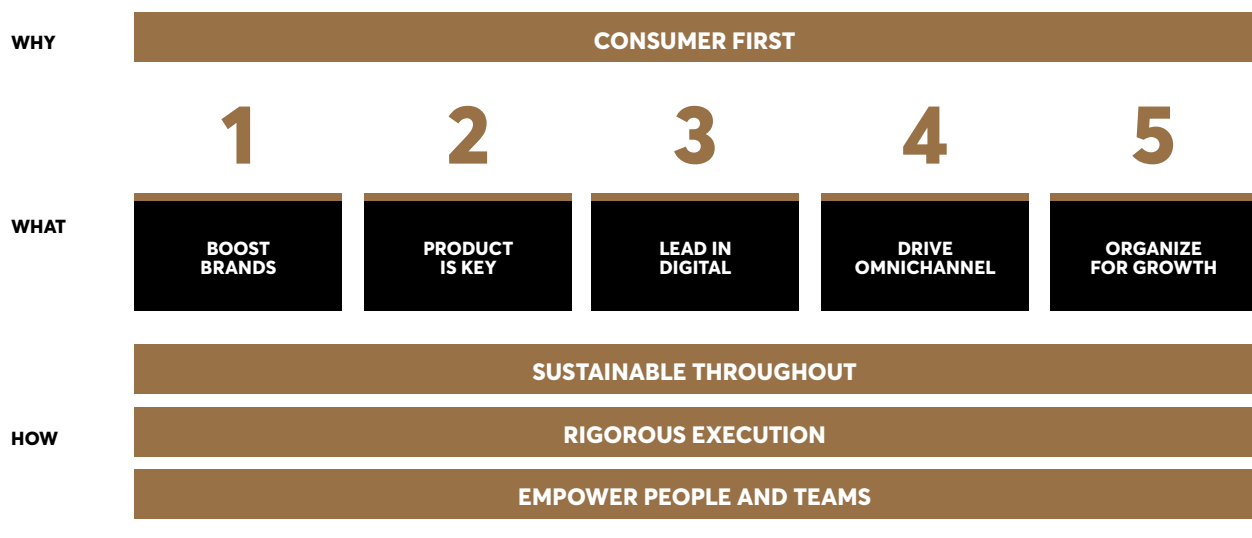 WHY
CONSUMER FIRST
1
2
3
4
5
WHAT
BOOST
BRANDS
PRODUCT
IS KEY
LEAD IN
DIGITAL
DRIVE
OMNICHANNEL
ORGANIZE
FOR GROWTH
HOW
SUSTAINABLE THROUGHOUT
RIGOROUS EXECUTION
EMPOWER PEOPLE AND TEAMS